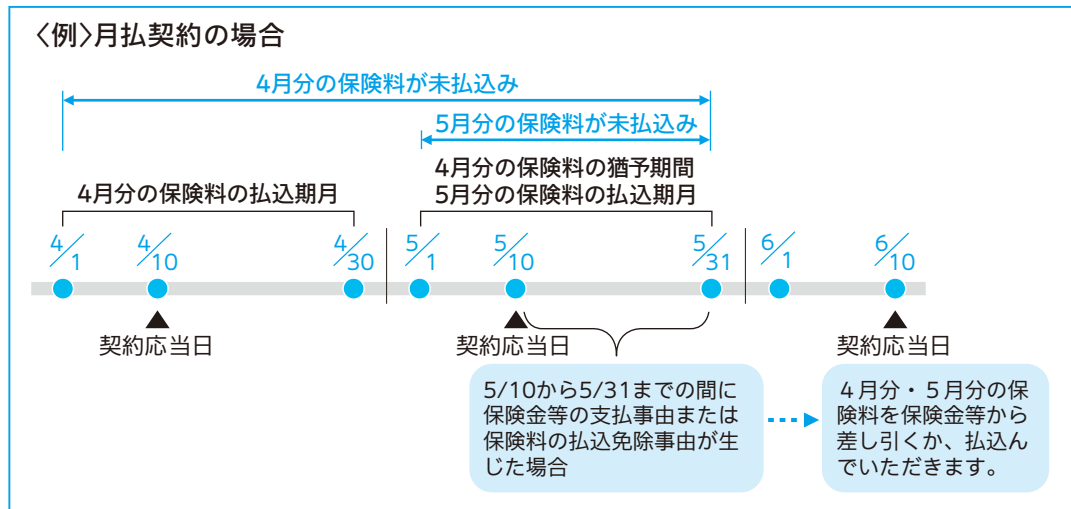 〈例〉月払契約の場合
4月分の保険料が未払込み
5月分の保険料が未払込み
4月分の保険料の払込期月
4月分の保険料の猶予期間
5月分の保険料の払込期月
4/1
4/10
4/30
5/1
5/10
5/31
6/1
6/10
契約応当日
契約応当日
契約応当日
5/10から5/31までの間に
保険金等の支払事由または
保険料の払込免除事由が生
じた場合
4月分・5月分の保
険料を保険金等から
差し引くか、払込ん
でいただきます。